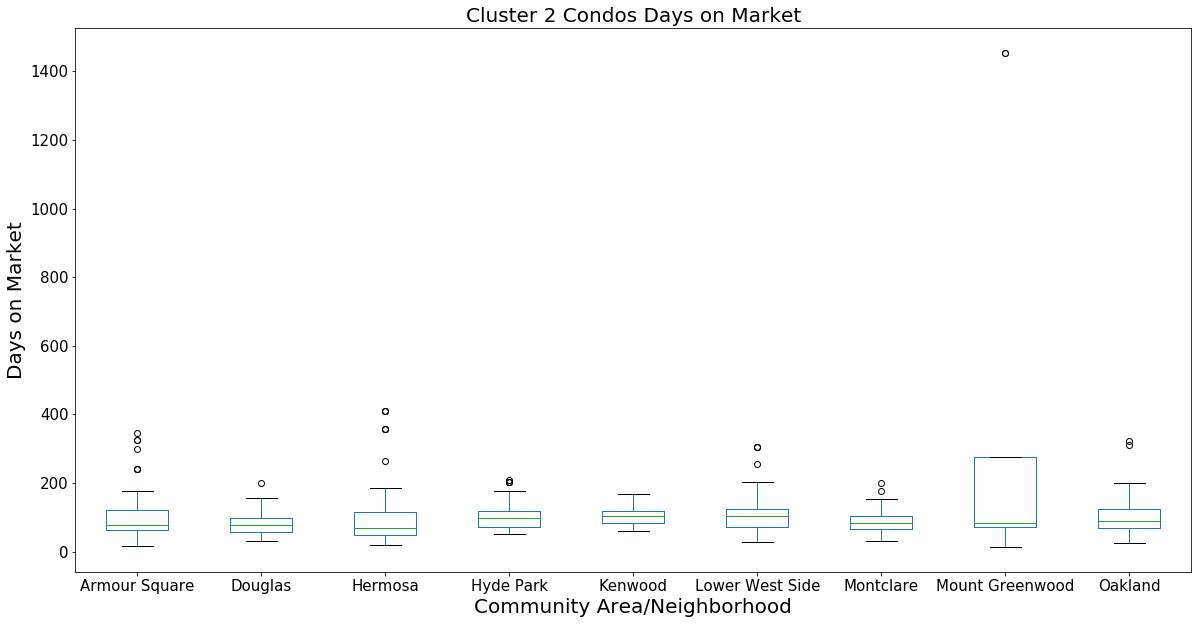 Cluster 2 Condos Days on Market
Days on Market
1400
1200
1000
800
600
400
200
0
Armour Square Douglas Hermosa Hyde Park Kenwood Lower West Side Montclare Mount Greenwood Oakland
Community Area/Neighborhood